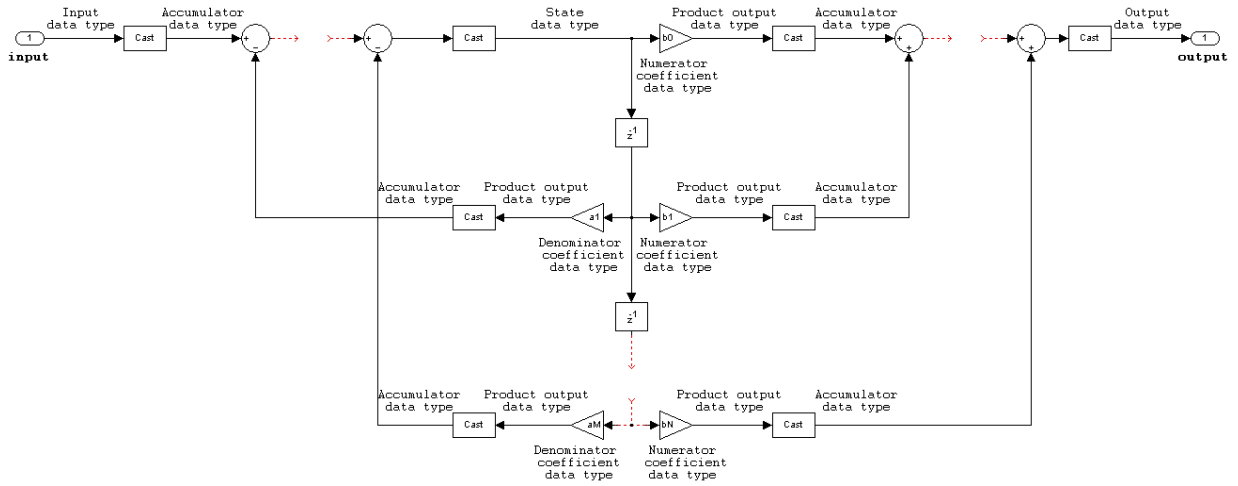 Input
data type
Accumulator
data type
State
data type
Product output
data type
Accumulator
data type
Output
data type
1
Cast
+
−
+
−
Cast
b0
Cast
+
+
+
+
Cast
1
input
output
Numerator
coefficient
data type
z-1
Accumulator
data type
Product output
data type
Product output
data type
Accumulator
data type
Cast
a1
b1
Cast
Denominator
coefficient
data type
Numerator
coefficient
data type
z-1
Accumulator
data type
Product output
data type
Product output
data type
Accumulator
data type
Cast
aM
bN
Cast
Denominator
coefficient
data type
Numerator
coefficient
data type